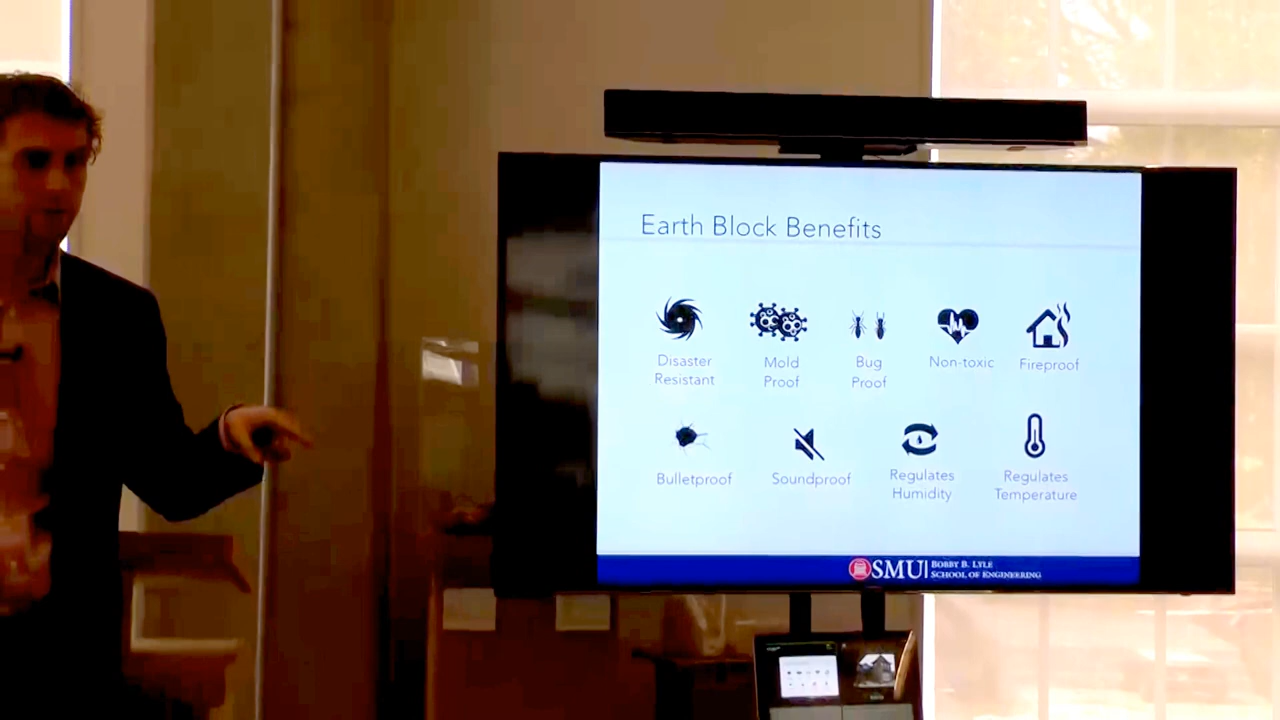 Earth Block Benefits
Disaster
Resistant
Mold
Proof
Bug
Proof
Non-toxic
Fireproof
Bulletproof
Soundproof
Regulates
Humidity
Regulates
Temperature
SMU
BOBBY B. LYLE
SCHOOL OF ENGINEERING